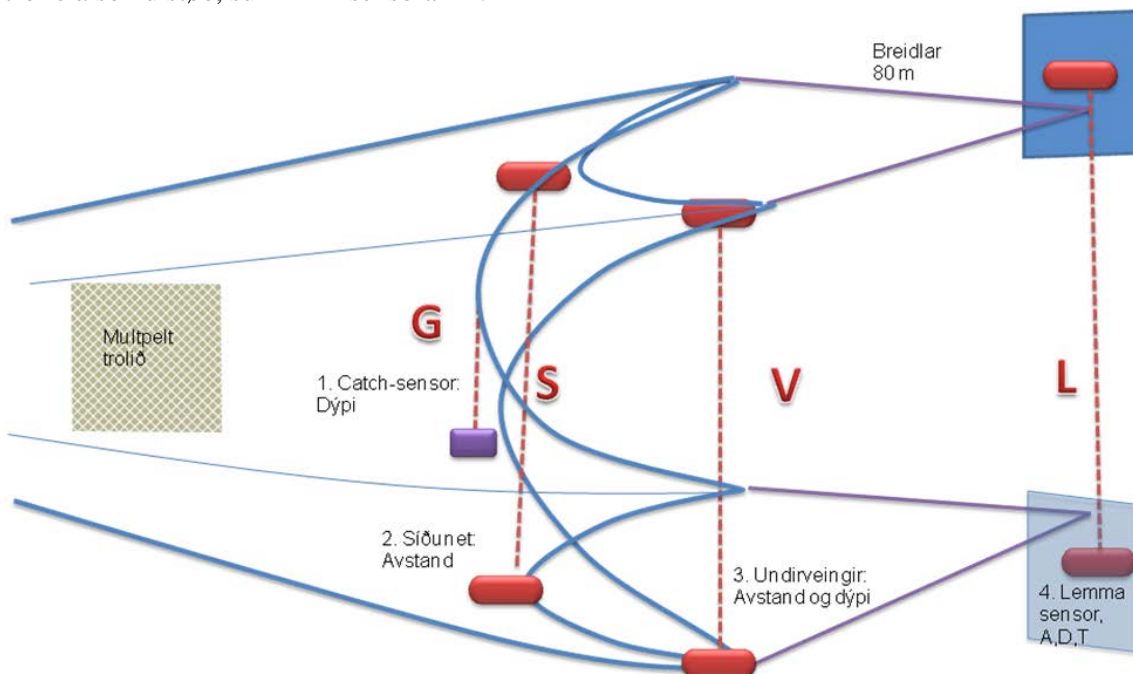 Breidlar
80 m
Multpelt
trolið
G
1. Catch-sensor:
Dýpi
S
V
L
2. Síðunet:
Avstand
3. Undirveingir:
Avstand og dýpi
4. Lemma
sensor,
A,D,T